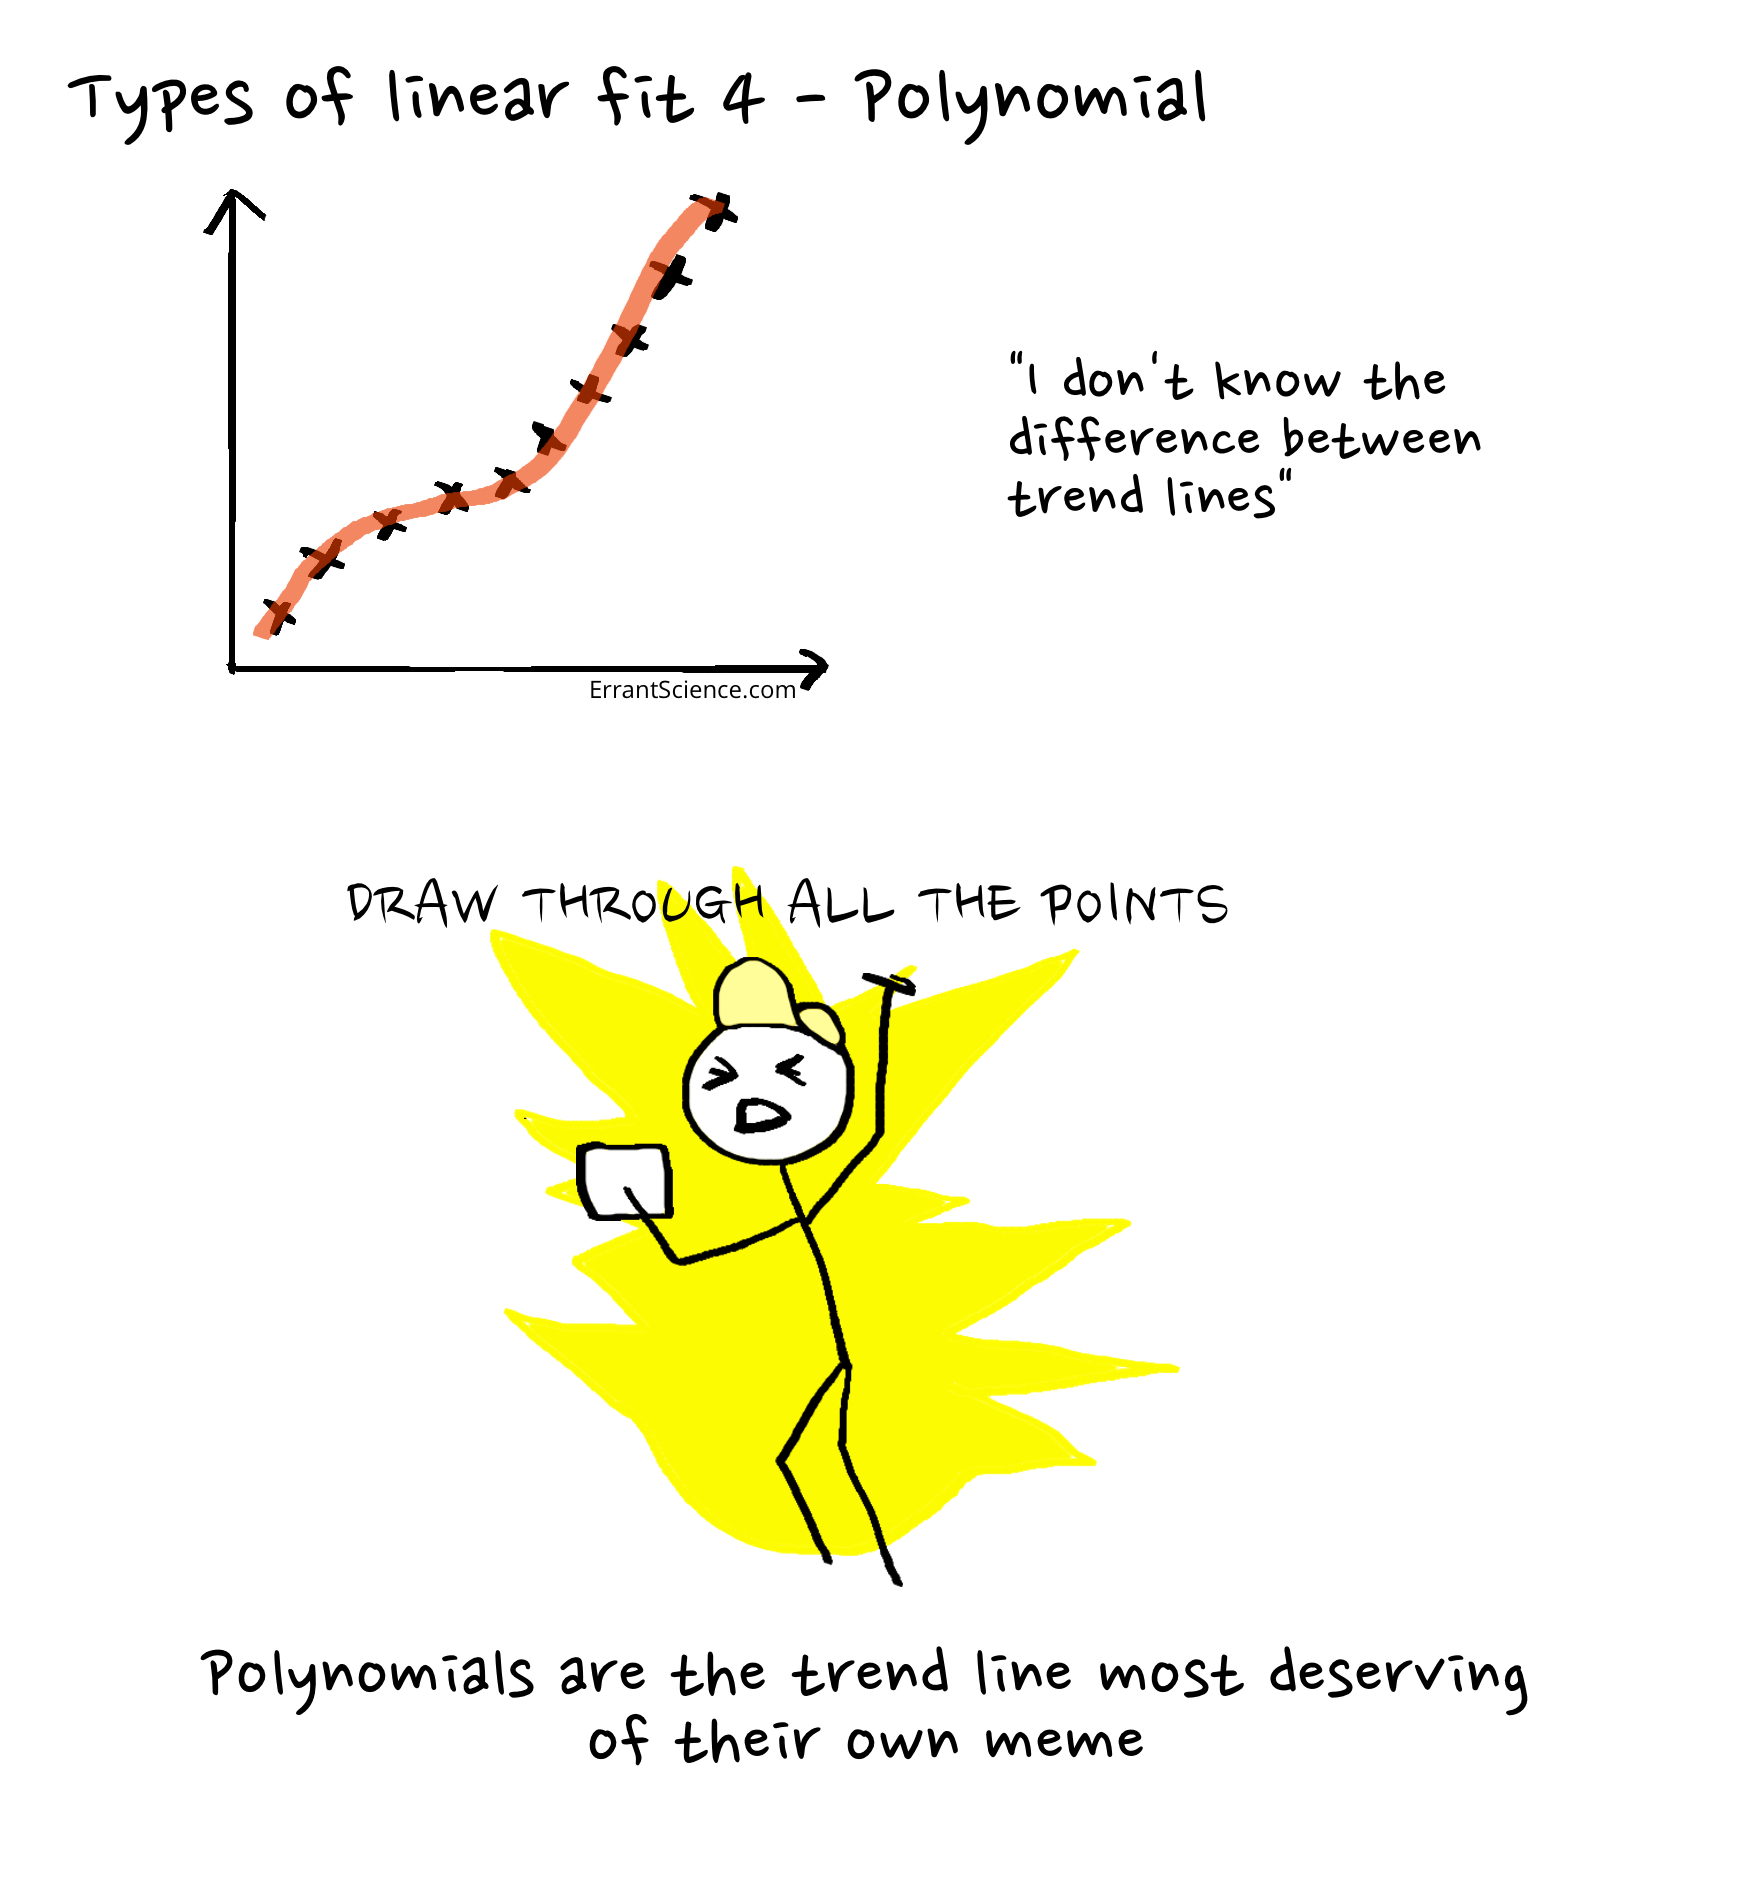 Types of linear fit 4 - Polynomial
"I don't know the
difference between
trend lines"
ErrantScience.com
DRAW THROUGH ALL THE POINTS
Polynomials are the trend line most deserving
of their own meme